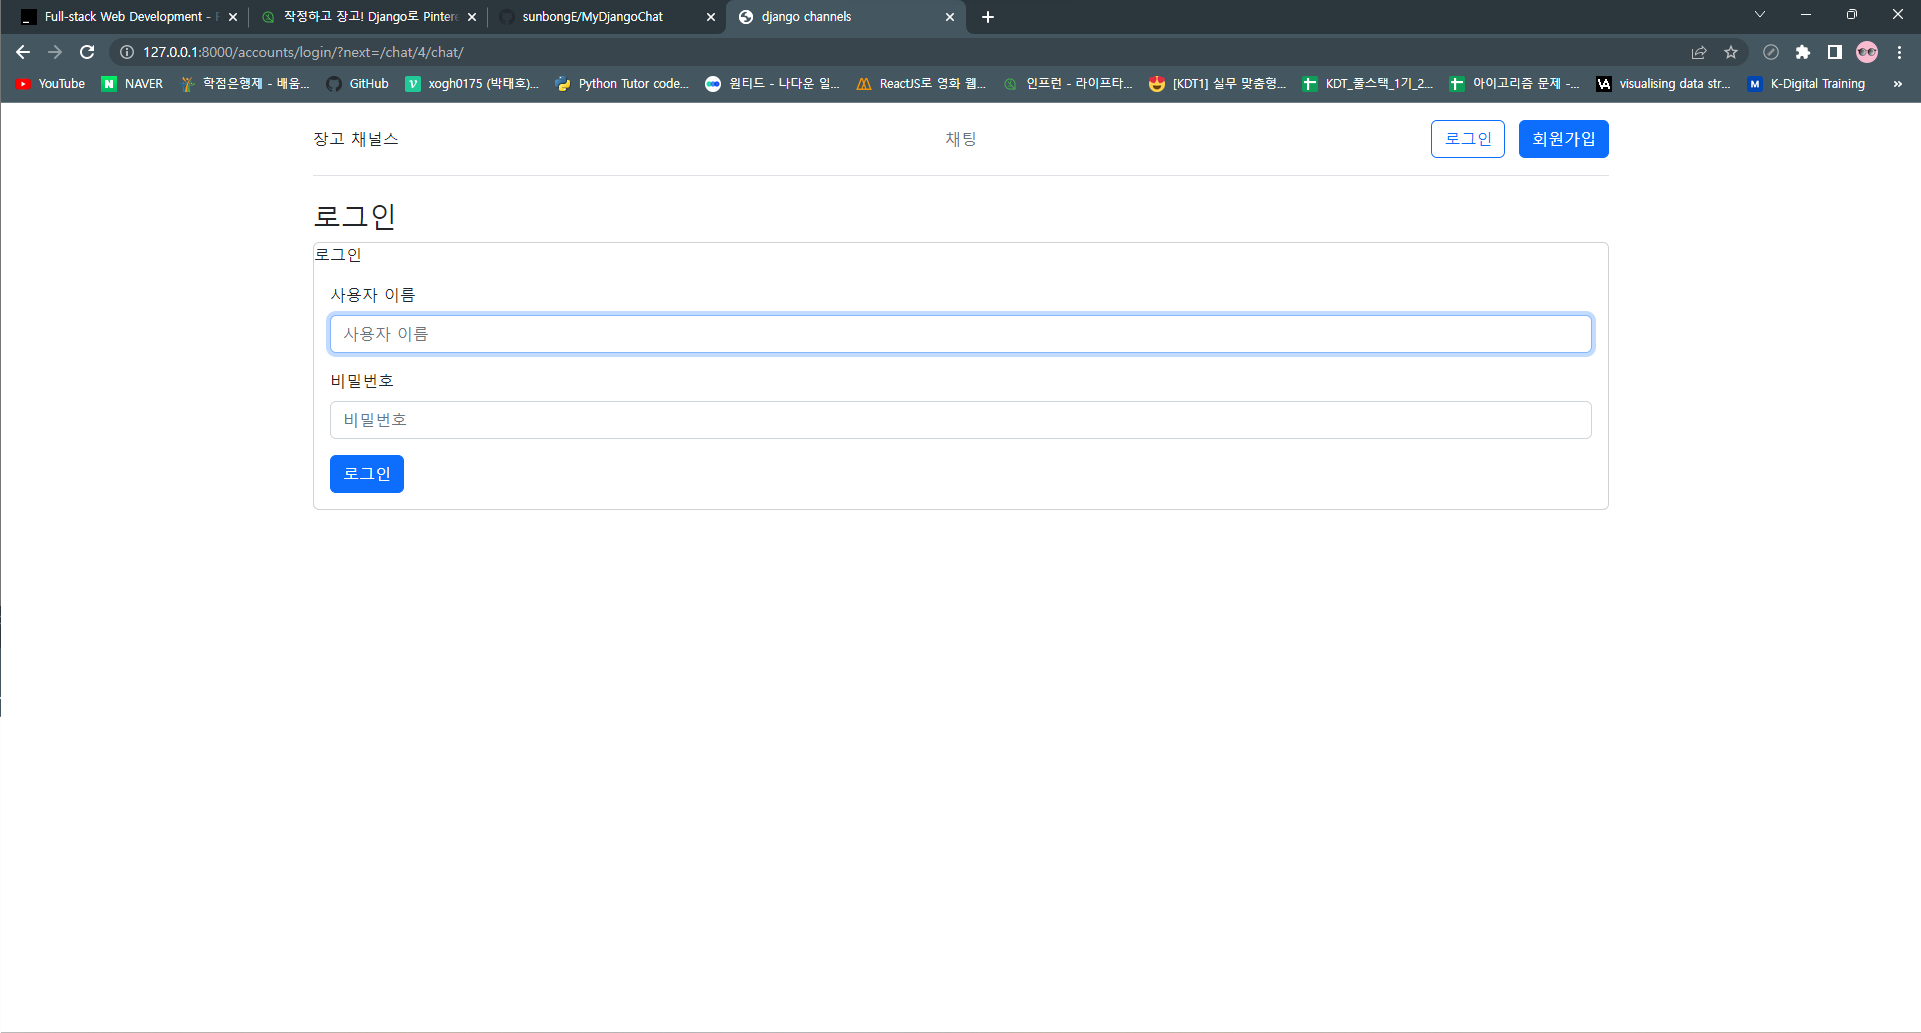 Full-stack Web Development -
작정하고 장고! Django로 Pintere
sunbongE/MyDjangoChat
django channels
127.0.0.1:8000/accounts/login/?next=/chat/4/chat/
YouTube
N NAVER
학점은행제 - 배움...
GitHub
v xogh0175 (박태호)...
Python Tutor code...
원티드 - 나다운 일...
ReactJS로 영화 웹...
인프런 - 라이프타...
[KDT1] 실무 맞춤형...
KDT_풀스택_1기_2...
아이고리즘 문제 -...
VA visualising data str...
M K-Digital Training
»
장고 채널스
채팅
로그인
회원가입
로그인
로그인
사용자 이름
사용자 이름
비밀번호
비밀번호
로그인